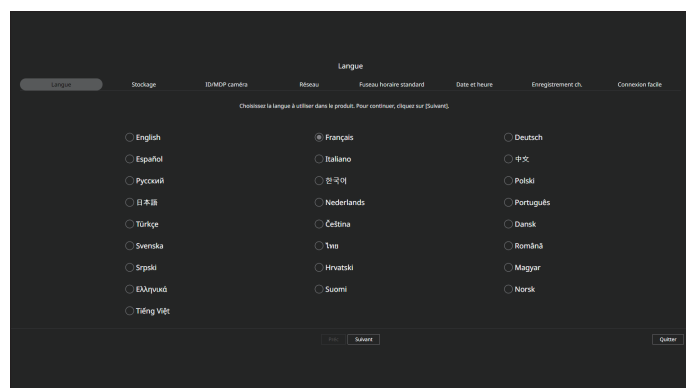 Langue
Langue Stockage ID/MDP caméra Réseau Fuseau horaire standard Date et heure Enregistrement ch. Connexion facile
Choisissez la langue à utiliser dans le produit. Pour continuer, cliquez sur [Suivant].
English Français Deutsch
Español Italiano 中文
Русский 한국어 Polski
日本語 Nederlands Português
Türkçe Čeština Dansk
Svenska ไทย Română
Srpski Hrvatski Magyar
Ελληνικά Suomi Norsk
Tiếng Việt
Préc Suivant Quitter